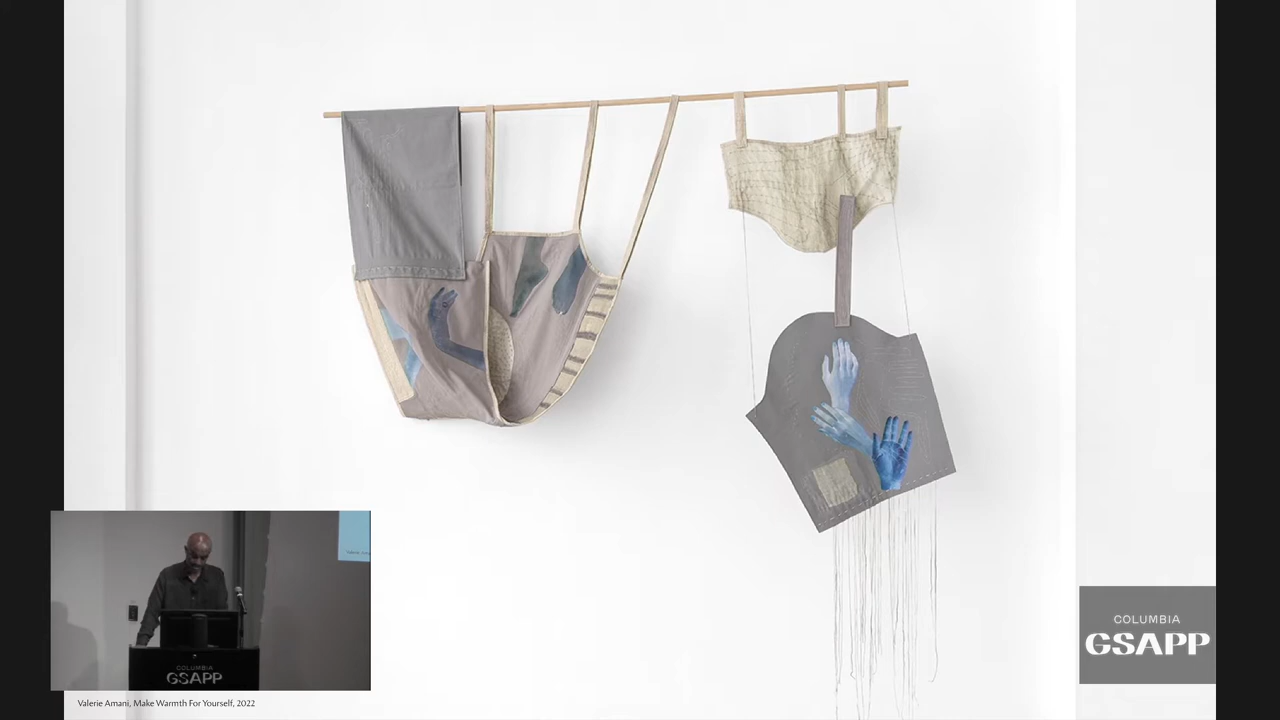 COLUMBIA
GSAPP
COLUMBIA
GSAPP
Valerie Amani, Make Warmth For Yourself, 2022